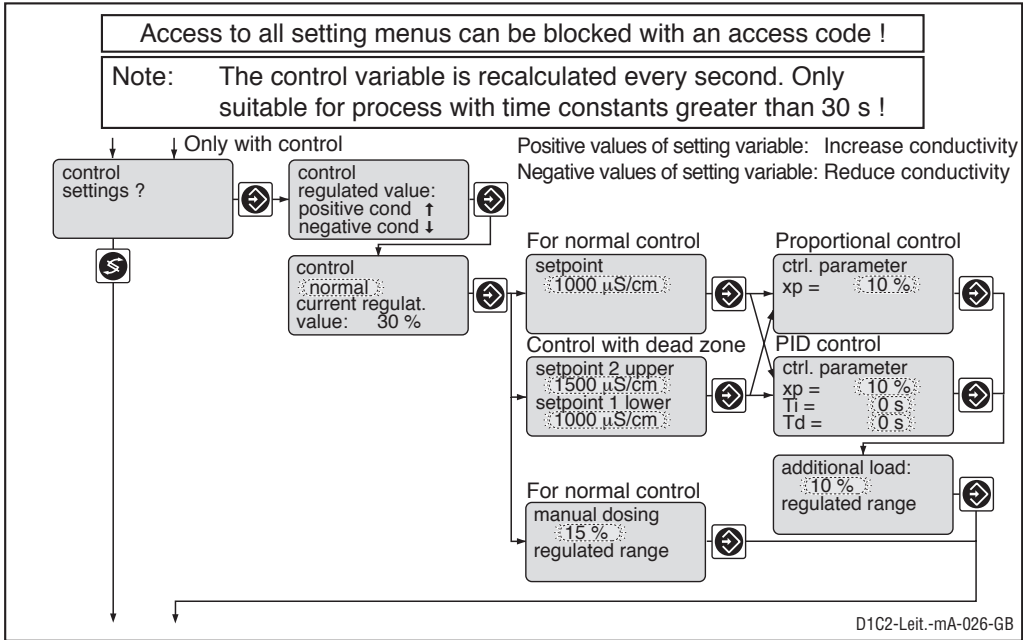 Access to all setting menus can be blocked with an access code !
Note: The control variable is recalculated every second. Only
suitable for process with time constants greater than 30 s !
Only with control
Positive values of setting variable: Increase conductivity
Negative values of setting variable: Reduce conductivity
control
settings ?
control
regulated value:
positive cond ↑
negative cond ↓
control
normal
current regulat.
value: 30 %
For normal control
setpoint
1000 µS/cm
Control with dead zone
setpoint 2 upper
1500 µS/cm
setpoint 1 lower
1000 µS/cm
For normal control
manual dosing
15 %
regulated range
Proportional control
ctrl. parameter
xp = 10 %
PID control
ctrl. parameter
xp = 10 %
Ti = 0 s
Td = 0 s
additional load:
10 %
regulated range
D1C2-Leit.-mA-026-GB